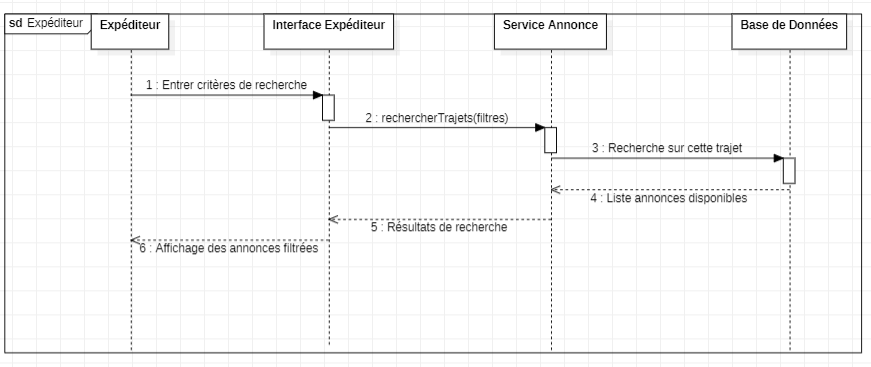 sd Expéditeur
Expéditeur
Interface Expéditeur
Service Annonce
Base de Données
1 : Entrer critères de recherche
2 : rechercherTrajets(filtres)
3 : Recherche sur cette trajet
4 : Liste annonces disponibles
5 : Résultats de recherche
6 : Affichage des annonces filtrées